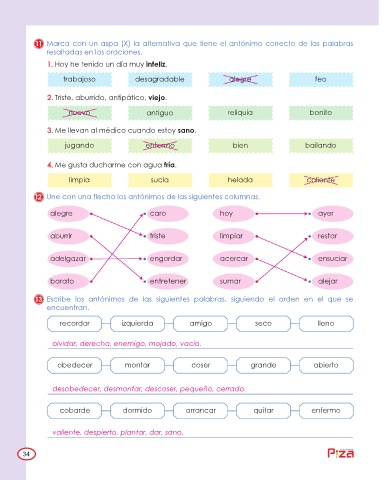 11 Marca con un aspa (X) la alternativa que tiene el antónimo correcto de las palabras
resaltadas en las oraciones.
1. Hoy he tenido un día muy infeliz.
trabajoso desagradable alegre feo
2. Triste, aburrido, antipático, viejo.
nuevo antiguo reliquia bonito
3. Me llevan al médico cuando estoy sano.
jugando enfermo bien bailando
4. Me gusta ducharme con agua fría.
limpia sucia helada caliente
12 Une con una flecha los antónimos de las siguientes columnas.
alegre caro hoy ayer
aburrir triste limpiar restar
adelgazar engordar acercar ensuciar
barato entretener sumar alejar
13 Escribe los antónimos de las siguientes palabras, siguiendo el orden en el que se
encuentran.
recordar izquierda amigo seco lleno
olvidar, derecha, enemigo, mojado, vacía.
obedecer montar coser grande abierto
desobedecer, desmontar, descoser, pequeño, cerrado.
cobarde dormido arrancar quitar enfermo
valiente, despierto, plantar, dar, sano.
34